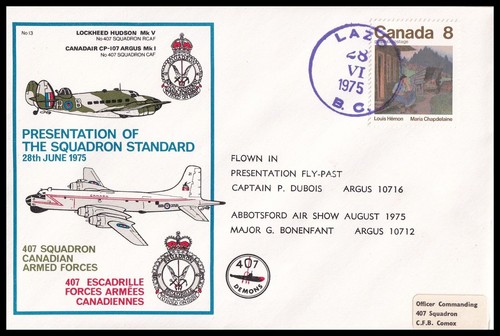 No 13
LOCKHEED HUDSON Mk V
No 407 SQUADRON RCAF
CANADAIR CP-107 ARGUS Mk I
No 407 SQUADRON CAF
PRESENTATION OF
THE SQUADRON STANDARD
28th JUNE 1975
407 SQUADRON
CANADIAN
ARMED FORCES
407 ESCADRILLE
FORCES ARMÉES
CANADIENNES
LAZO
28
VI
1975
B.C.
Canada 8
Louis Hémon Maria Chapdelaine
FLOWN IN
PRESENTATION FLY-PAST
CAPTAIN P. DUBOIS ARGUS 10716
ABBOTSFORD AIR SHOW AUGUST 1975
MAJOR G. BONENFANT ARGUS 10712
407
DEMONS
Officer Commanding
407 Squadron
C.F.B. Comox